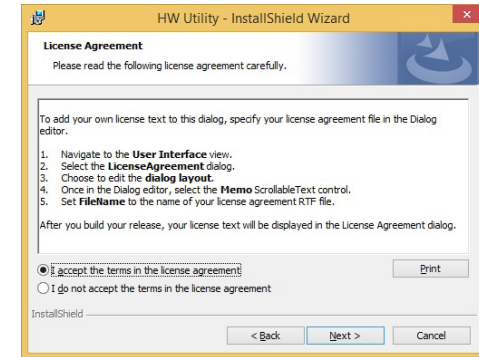 HW Utility - InstallShield Wizard
License Agreement
Please read the following license agreement carefully.
To add your own license text to this dialog, specify your license agreement file in the Dialog
editor.
1. Navigate to the User Interface view.
2. Select the LicenseAgreement dialog.
3. Choose to edit the dialog layout.
4. Once in the Dialog editor, select the Memo ScrollableText control.
5. Set FileName to the name of your license agreement RTF file.
After you build your release, your license text will be displayed in the License Agreement dialog.
I accept the terms in the license agreement
Print
I do not accept the terms in the license agreement
InstallShield
< Back Next > Cancel